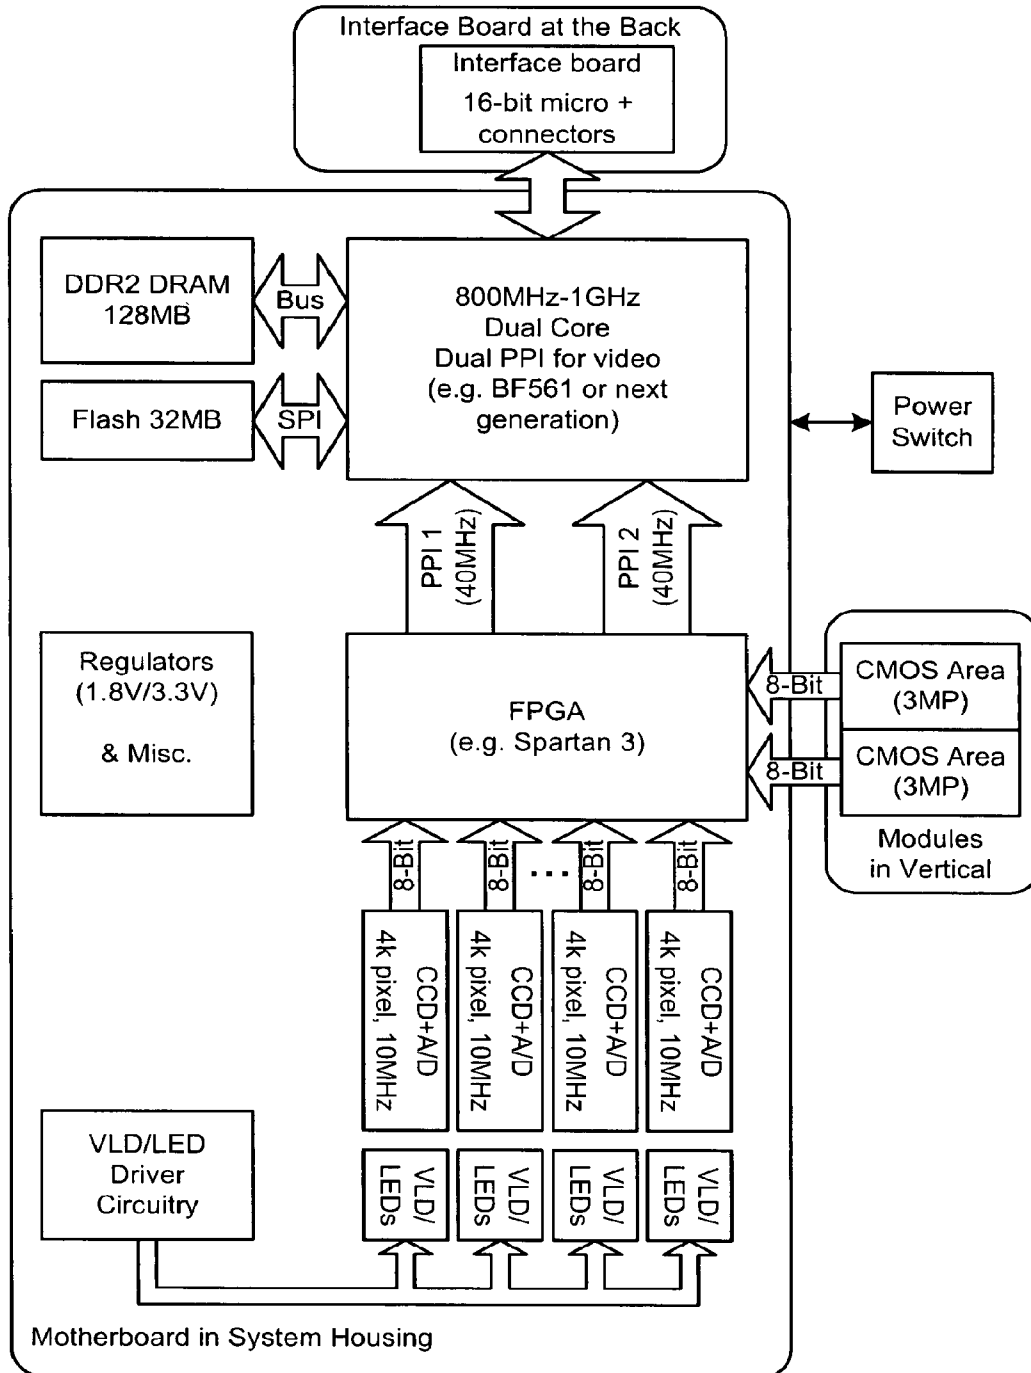 Interface Board at the Back
Interface board
16-bit micro +
connectors
DDR2 DRAM
128MB
Bus
800MHz-1GHz
Dual Core
Dual PPI for video
(e.g. BF561 or next
generation)
Flash 32MB
SPI
Power
Switch
PPI 1
(40MHz)
PPI 2
(40MHz)
Regulators
(1.8V/3.3V)
& Misc.
FPGA
(e.g. Spartan 3)
8-Bit
CMOS Area
(3MP)
8-Bit
CMOS Area
(3MP)
Modules
in Vertical
8-Bit
8-Bit
...
8-Bit
8-Bit
CCD+A/D
4k pixel, 10MHz
CCD+A/D
4k pixel, 10MHz
CCD+A/D
4k pixel, 10MHz
CCD+A/D
4k pixel, 10MHz
VLD/LED
Driver
Circuitry
VLD/
LEDs
VLD/
LEDs
VLD/
LEDs
VLD/
LEDs
Motherboard in System Housing